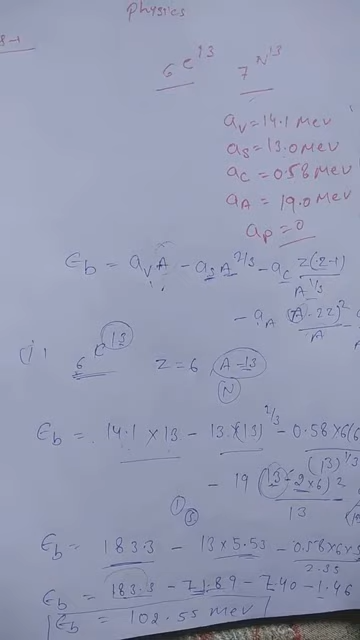 Physics
6C13 7N13
av = 14.1 Mev
as = 13.0 Mev
ac = 0.58 Mev
aA = 19.0 Mev
ap = 0
Eb = avA - asA^2/3 - ac Z(Z-1)/A^1/3
- aA (A-2Z)^2/A -
(i) 6C13 Z = 6 A = 13
N
Eb = 14.1 × 13 - 13 × (13)^2/3 - 0.58×6(6/(13)^1/3
- 19 (13-2×6)^2/13
Eb = 183.3 - 13 × 5.53 - 0.58×6×5/2.35
Eb = 183.3 - 71.89 - 7.40 - 1.46
Eb = 102.55 Mev